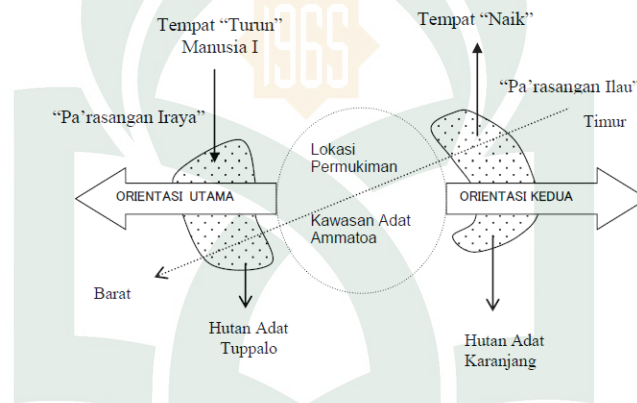 1965
Tempat “Turun”
Manusia I
Tempat “Naik”
“Pa’rasangan Iraya”
“Pa’rasangan Ilau”
Timur
Lokasi
Permukiman
ORIENTASI UTAMA
ORIENTASI KEDUA
Kawasan Adat
Ammatoa
Barat
Hutan Adat
Tuppalo
Hutan Adat
Karanjang